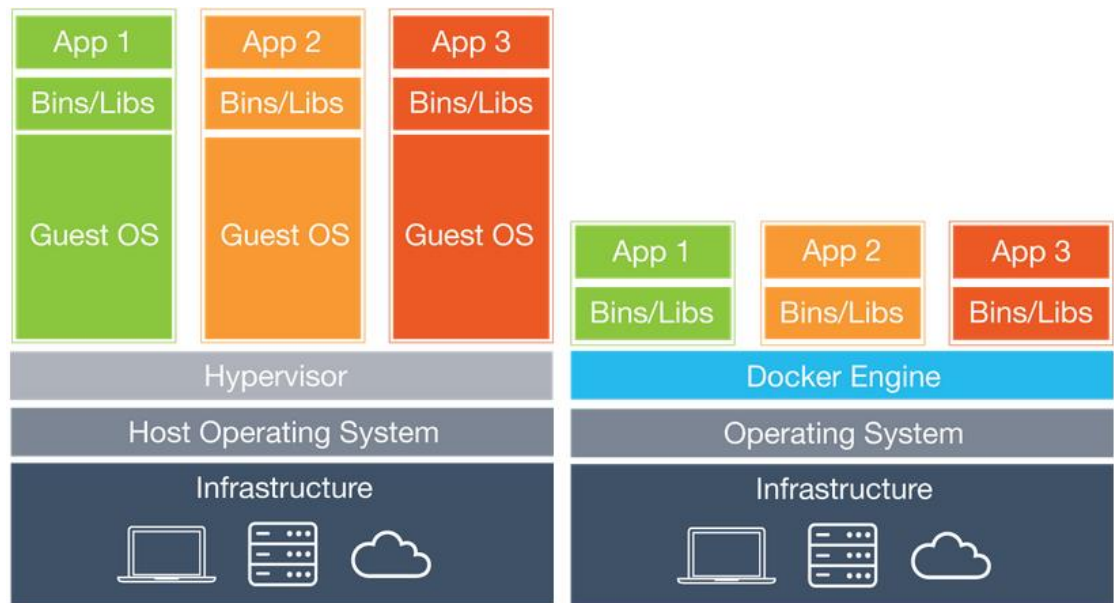 App 1
App 2
App 3
Bins/Libs
Bins/Libs
Bins/Libs
Guest OS
Guest OS
Guest OS
Hypervisor
Host Operating System
Infrastructure
App 1
App 2
App 3
Bins/Libs
Bins/Libs
Bins/Libs
Docker Engine
Operating System
Infrastructure